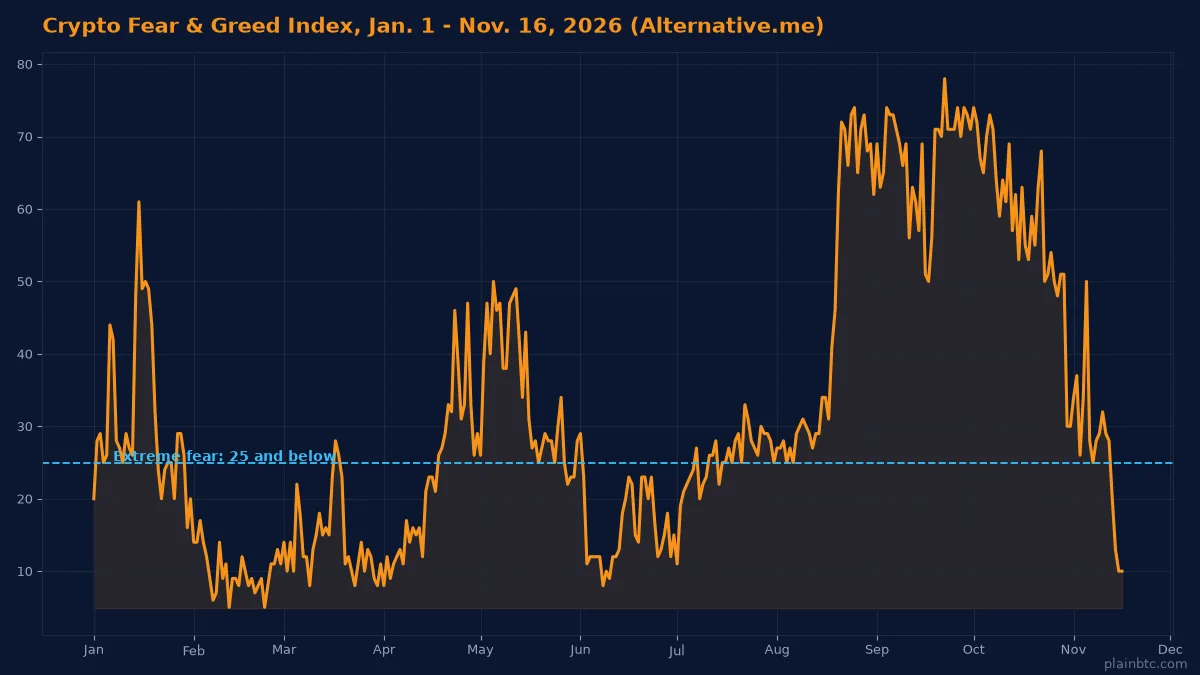 Crypto Fear & Greed Index, Jan. 1 - Nov. 16, 2026 (Alternative.me)
80
70
60
50
40
30
Extreme fear: 25 and below
20
10
Jan Feb Mar Apr May Jun Jul Aug Sep Oct Nov Dec
plainbtc.com